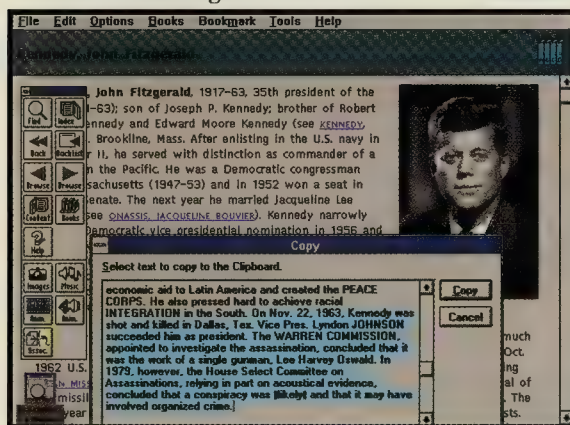 File Edit Options Books Bookmark Tools Help
Kennedy, John Fitzgerald
, John Fitzgerald, 1917–63, 35th president of the
1–63); son of Joseph P. Kennedy; brother of Robert
ennedy and Edward Moore Kennedy (see KENNEDY,
. Brookline, Mass. After enlisting in the U.S. navy in
r II, he served with distinction as commander of a
n the Pacific. He was a Democratic congressman
sachusetts (1947–53) and in 1952 won a seat in
enate. The next year he married Jacqueline Lee
see ONASSIS, JACQUELINE BOUVIER). Kennedy narrowly
Democratic vice presidential nomination in 1956 and
Find Index
Back Backlist
Browse Browse
Content Books
Help
Images Music
Anim.
Copy
Select text to copy to the Clipboard.
economic aid to Latin America and created the PEACE
CORPS. He also pressed hard to achieve racial
INTEGRATION in the South. On Nov. 22, 1963, Kennedy was
shot and killed in Dallas, Tex. Vice Pres. Lyndon JOHNSON
succeeded him as president. The WARREN COMMISSION,
appointed to investigate the assassination, concluded that it
was the work of a single gunman, Lee Harvey Oswald. In
1979, however, the House Select Committee on
Assassinations, relying in part on acoustical evidence,
concluded that a conspiracy was (likely) and that it may have
involved organized crime.
Copy
Cancel
much
Oct.
1962 U.S. ing
MISS al of
missil . The
year sts.